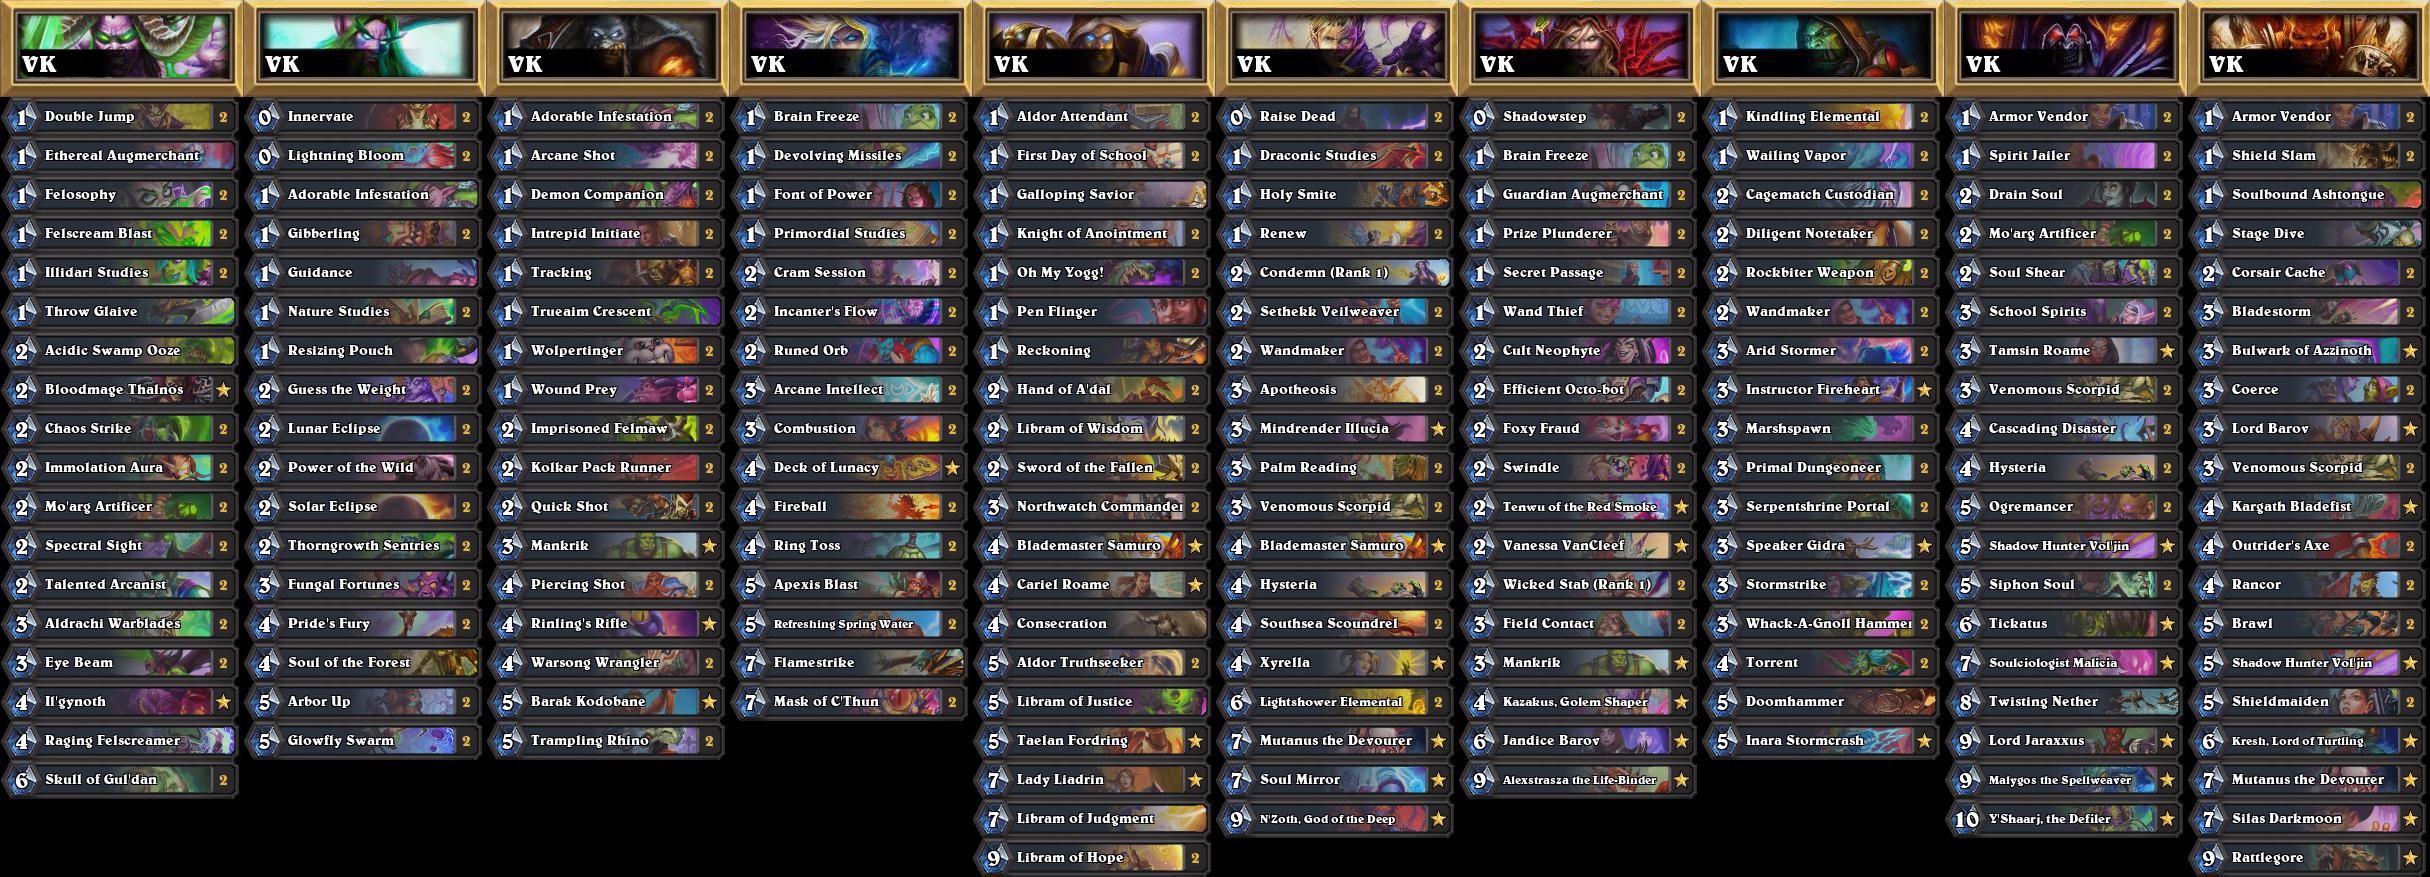 VK
1 Double Jump 2
1 Ethereal Augmerchant
1 Felosophy 2
1 Felscream Blast 2
1 Illidari Studies 2
1 Throw Glaive
2 Acidic Swamp Ooze
2 Bloodmage Thalnos
2 Chaos Strike 2
2 Immolation Aura 2
2 Mo'arg Artificer 2
2 Spectral Sight 2
2 Talented Arcanist 2
3 Aldrachi Warblades 2
3 Eye Beam 2
4 Il'gynoth
4 Raging Felscreamer
6 Skull of Gul'dan 2
VK
0 Innervate 2
0 Lightning Bloom 2
1 Adorable Infestation
1 Gibberling 2
1 Guidance
1 Nature Studies 2
1 Resizing Pouch
2 Guess the Weight 2
2 Lunar Eclipse 2
2 Power of the Wild 2
2 Solar Eclipse 2
2 Thorngrowth Sentries 2
3 Fungal Fortunes 2
4 Pride's Fury 2
4 Soul of the Forest
5 Arbor Up 2
5 Glowfly Swarm 2
VK
1 Adorable Infestation 2
1 Arcane Shot 2
1 Demon Companion 2
1 Intrepid Initiate 2
1 Tracking 2
1 Trueaim Crescent
1 Wolpertinger 2
1 Wound Prey 2
2 Imprisoned Felmaw 2
2 Kolkar Pack Runner 2
2 Quick Shot 2
3 Mankrik
4 Piercing Shot 2
4 Rinling's Rifle
4 Warsong Wrangler 2
5 Barak Kodobane
5 Trampling Rhino 2
VK
1 Brain Freeze 2
1 Devolving Missiles 2
1 Font of Power 2
1 Primordial Studies 2
2 Cram Session 2
2 Incanter's Flow 2
2 Runed Orb 2
3 Arcane Intellect 2
3 Combustion 2
4 Deck of Lunacy
4 Fireball 2
4 Ring Toss 2
5 Apexis Blast 2
5 Refreshing Spring Water 2
7 Flamestrike
7 Mask of C'Thun 2
VK
1 Aldor Attendant 2
1 First Day of School 2
1 Galloping Savior
1 Knight of Anointment 2
1 Oh My Yogg! 2
1 Pen Flinger
1 Reckoning
2 Hand of A'dal 2
2 Libram of Wisdom 2
2 Sword of the Fallen 2
3 Northwatch Commander 2
4 Blademaster Samuro
4 Cariel Roame
4 Consecration
5 Aldor Truthseeker 2
5 Libram of Justice
5 Taelan Fordring
7 Lady Liadrin
7 Libram of Judgment
9 Libram of Hope 2
VK
0 Raise Dead 2
1 Draconic Studies 2
1 Holy Smite
1 Renew 2
2 Condemn (Rank 1)
2 Sethekk Veilweaver 2
2 Wandmaker 2
3 Apotheosis 2
3 Mindrender Illucia
3 Palm Reading 2
3 Venomous Scorpid 2
4 Blademaster Samuro
4 Hysteria 2
4 Southsea Scoundrel 2
4 Xyrella
6 Lightshower Elemental 2
7 Mutanus the Devourer
7 Soul Mirror
9 N'Zoth, God of the Deep
VK
0 Shadowstep 2
1 Brain Freeze 2
1 Guardian Augmerchant 2
1 Prize Plunderer 2
1 Secret Passage 2
1 Wand Thief 2
2 Cult Neophyte 2
2 Efficient Octo-bot 2
2 Foxy Fraud 2
2 Swindle 2
2 Tenwu of the Red Smoke
2 Vanessa VanCleef
2 Wicked Stab (Rank 1) 2
3 Field Contact 2
3 Mankrik
4 Kazakus, Golem Shaper
6 Jandice Barov
9 Alexstrasza the Life-Binder
VK
1 Kindling Elemental 2
1 Wailing Vapor 2
2 Cagematch Custodian 2
2 Diligent Notetaker 2
2 Rockbiter Weapon 2
2 Wandmaker 2
3 Arid Stormer 2
3 Instructor Fireheart
3 Marshspawn 2
3 Primal Dungeoneer 2
3 Serpentshrine Portal 2
3 Speaker Gidra
3 Stormstrike 2
3 Whack-A-Gnoll Hammer 2
4 Torrent 2
5 Doomhammer
5 Inara Stormcrash
VK
1 Armor Vendor 2
1 Spirit Jailer 2
2 Drain Soul 2
2 Mo'arg Artificer 2
2 Soul Shear 2
3 School Spirits 2
3 Tamsin Roame
3 Venomous Scorpid 2
4 Cascading Disaster 2
4 Hysteria 2
5 Ogremancer 2
5 Shadow Hunter Vol'jin
5 Siphon Soul 2
6 Tickatus
7 Soulciologist Malicia
8 Twisting Nether
9 Lord Jaraxxus
9 Malygos the Spellweaver
10 Y'Shaarj, the Defiler
VK
1 Armor Vendor 2
1 Shield Slam 2
1 Soulbound Ashtongue
1 Stage Dive
2 Corsair Cache 2
3 Bladestorm 2
3 Bulwark of Azzinoth
3 Coerce 2
3 Lord Barov
3 Venomous Scorpid 2
4 Kargath Bladefist
4 Outrider's Axe 2
4 Rancor 2
5 Brawl 2
5 Shadow Hunter Vol'jin
5 Shieldmaiden 2
6 Kresh, Lord of Turtling
7 Mutanus the Devourer
7 Silas Darkmoon
9 Rattlegore